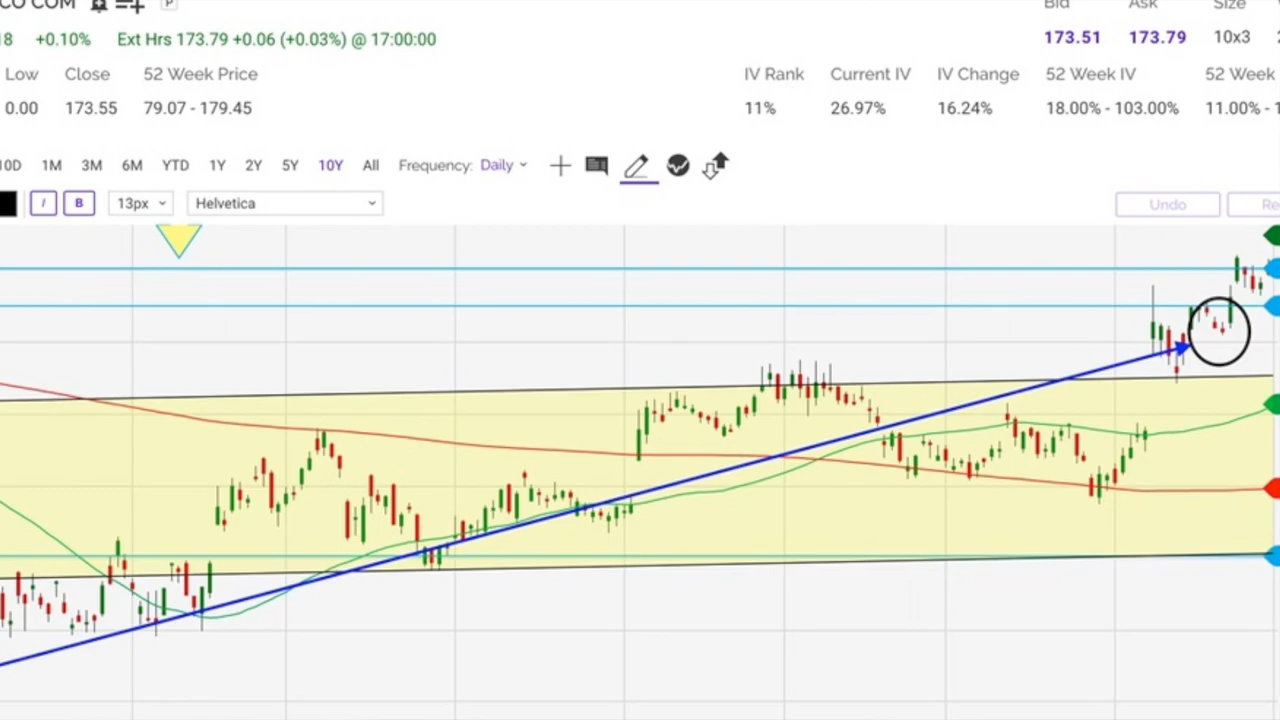 CO COM P Bid Ask Size
18 +0.10% Ext Hrs 173.79 +0.06 (+0.03%) @ 17:00:00 173.51 173.79 10x3
Low Close 52 Week Price IV Rank Current IV IV Change 52 Week IV 52 Week
0.00 173.55 79.07 - 179.45 11% 26.97% 16.24% 18.00% - 103.00% 11.00% - 1
10D 1M 3M 6M YTD 1Y 2Y 5Y 10Y All Frequency: Daily
I B 13px Helvetica Undo Re